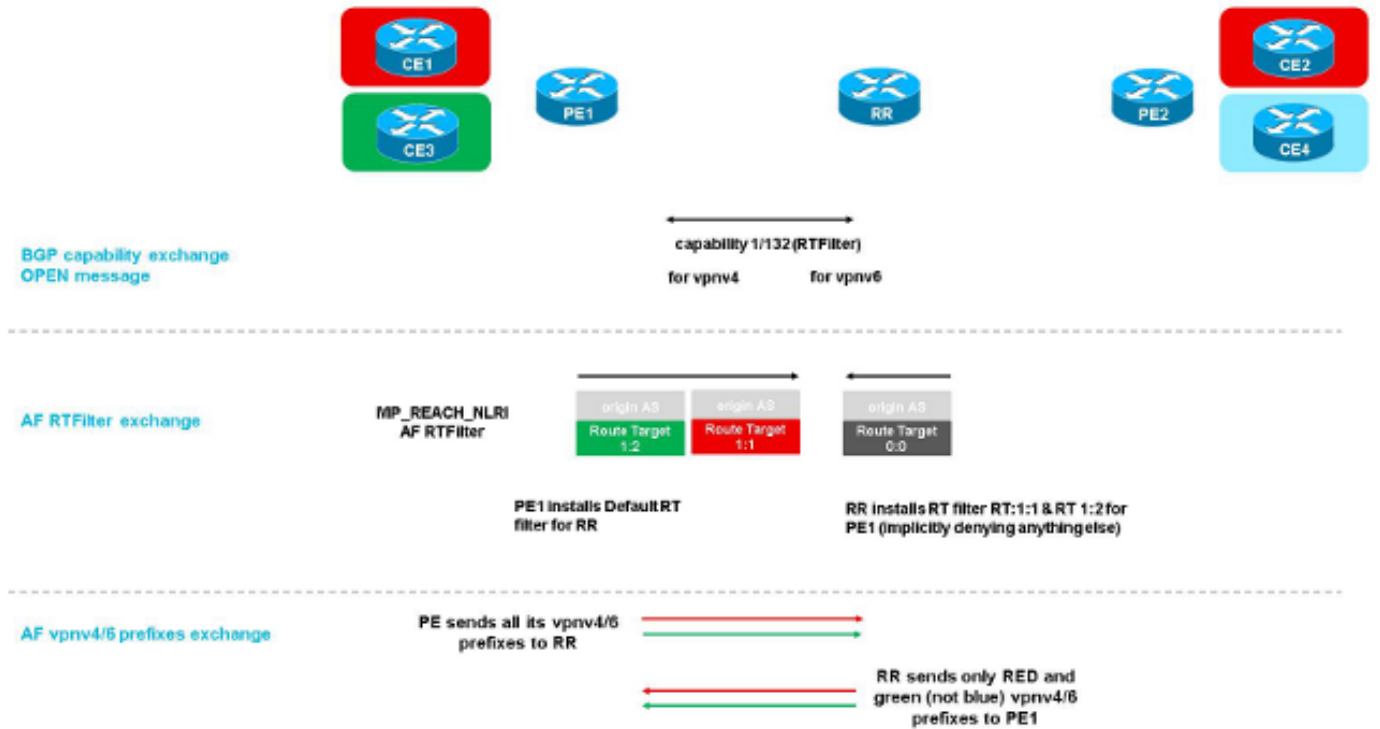 CE1
CE3
PE1
RR
PE2
CE2
CE4
BGP capability exchange
OPEN message
capability 1/132(RTFilter)
for vpnv4
for vpnv6
AF RTFilter exchange
MP_REACH_NLRI
AF RTFilter
origin AS
Route Target
1:2
origin AS
Route Target
1:1
origin AS
Route Target
0:0
PE1 installs Default RT
filter for RR
RR installs RT filter RT:1:1 & RT 1:2 for
PE1 (implicitly denying anything else)
AF vpnv4/6 prefixes exchange
PE sends all its vpnv4/6
prefixes to RR
RR sends only RED and
green (not blue) vpnv4/6
prefixes to PE1